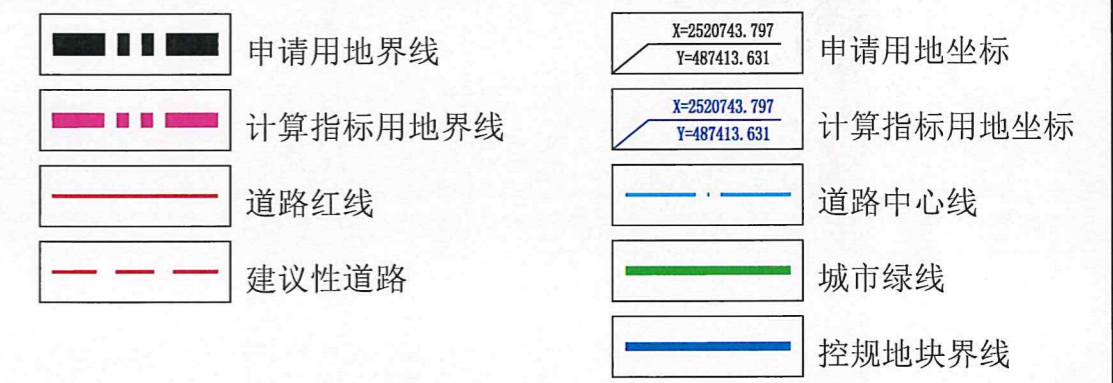 申请用地界线
计算指标用地界线
道路红线
建议性道路
X=2520743.797
Y=487413.631
申请用地坐标
X=2520743.797
Y=487413.631
计算指标用地坐标
道路中心线
城市绿线
控规地块界线